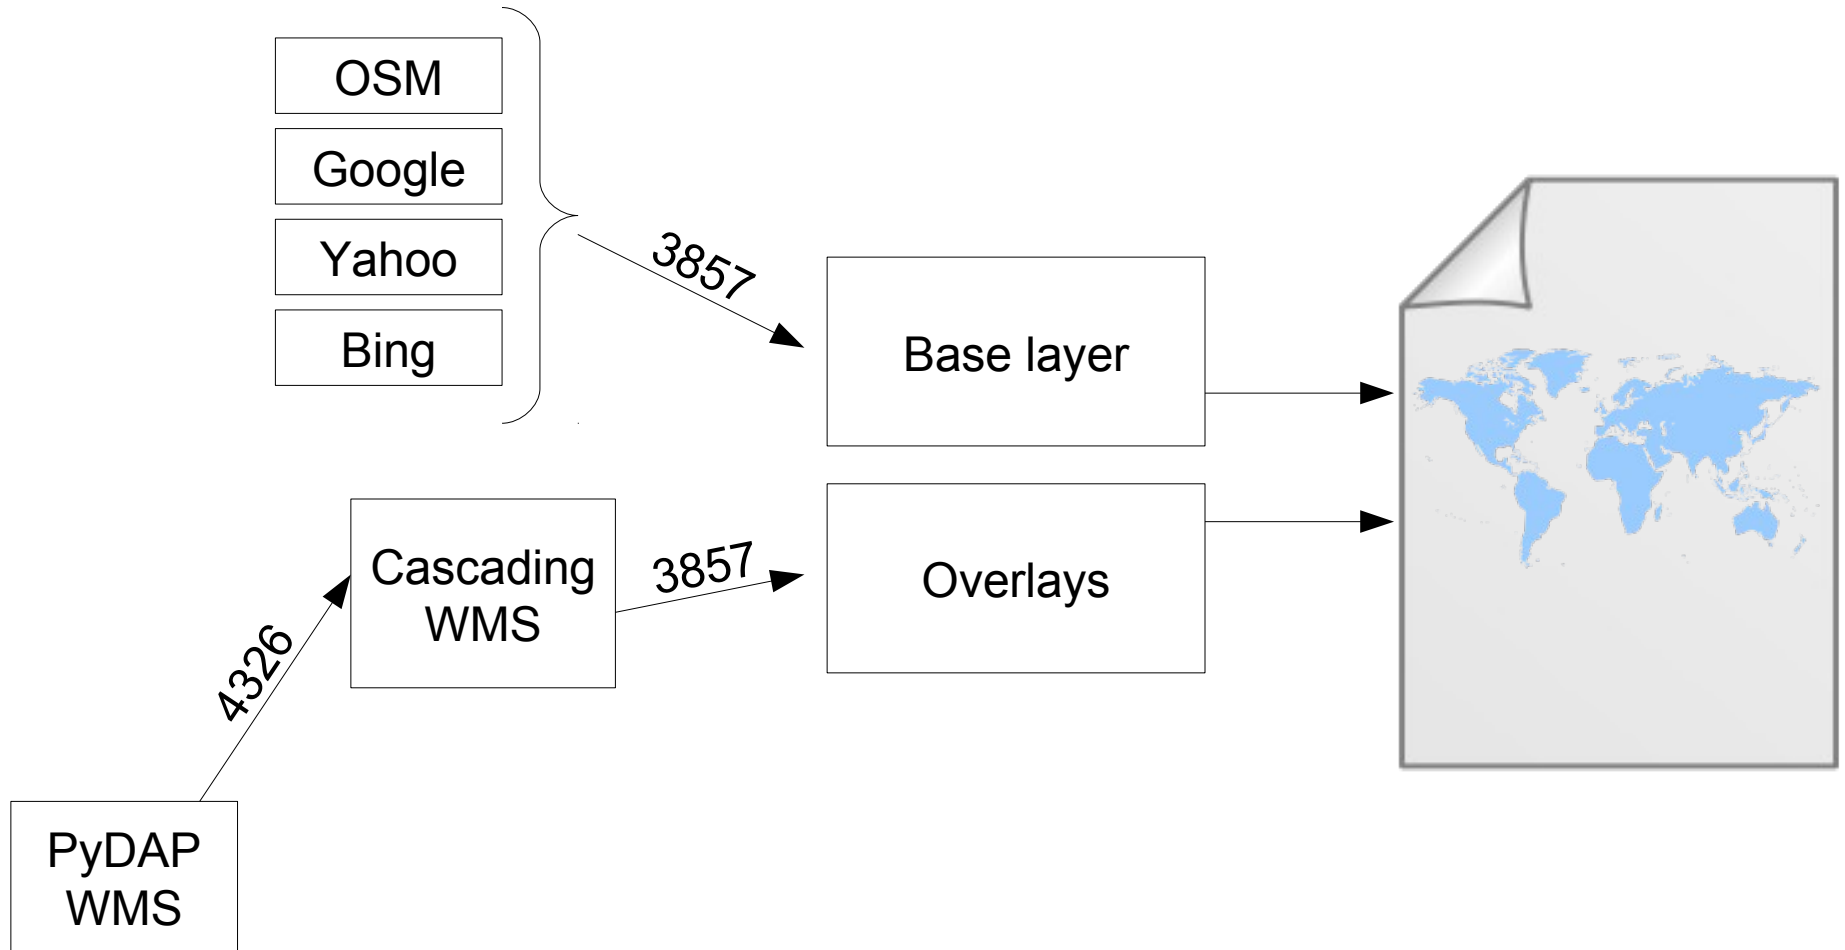 OSM
Google
Yahoo
Bing
3857
Base layer
Cascading
WMS
3857
Overlays
4326
PyDAP
WMS